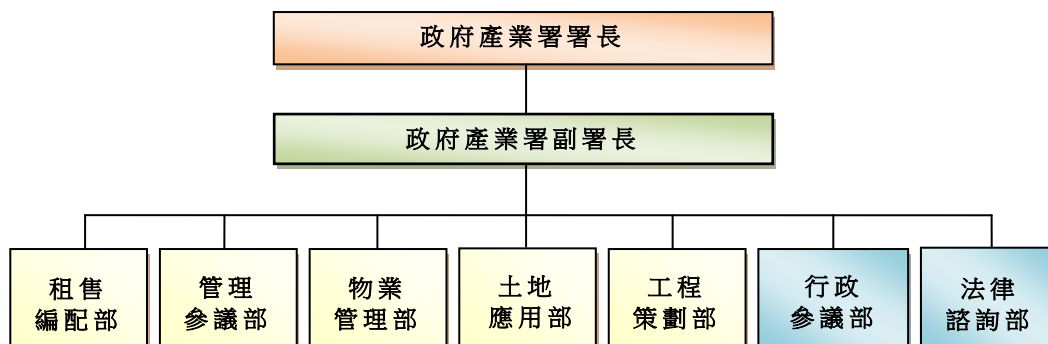 政府產業署署長
政府產業署副署長
租售
編配部
管理
參議部
物業
管理部
土地
應用部
工程
策劃部
行政
參議部
法律
諮詢部